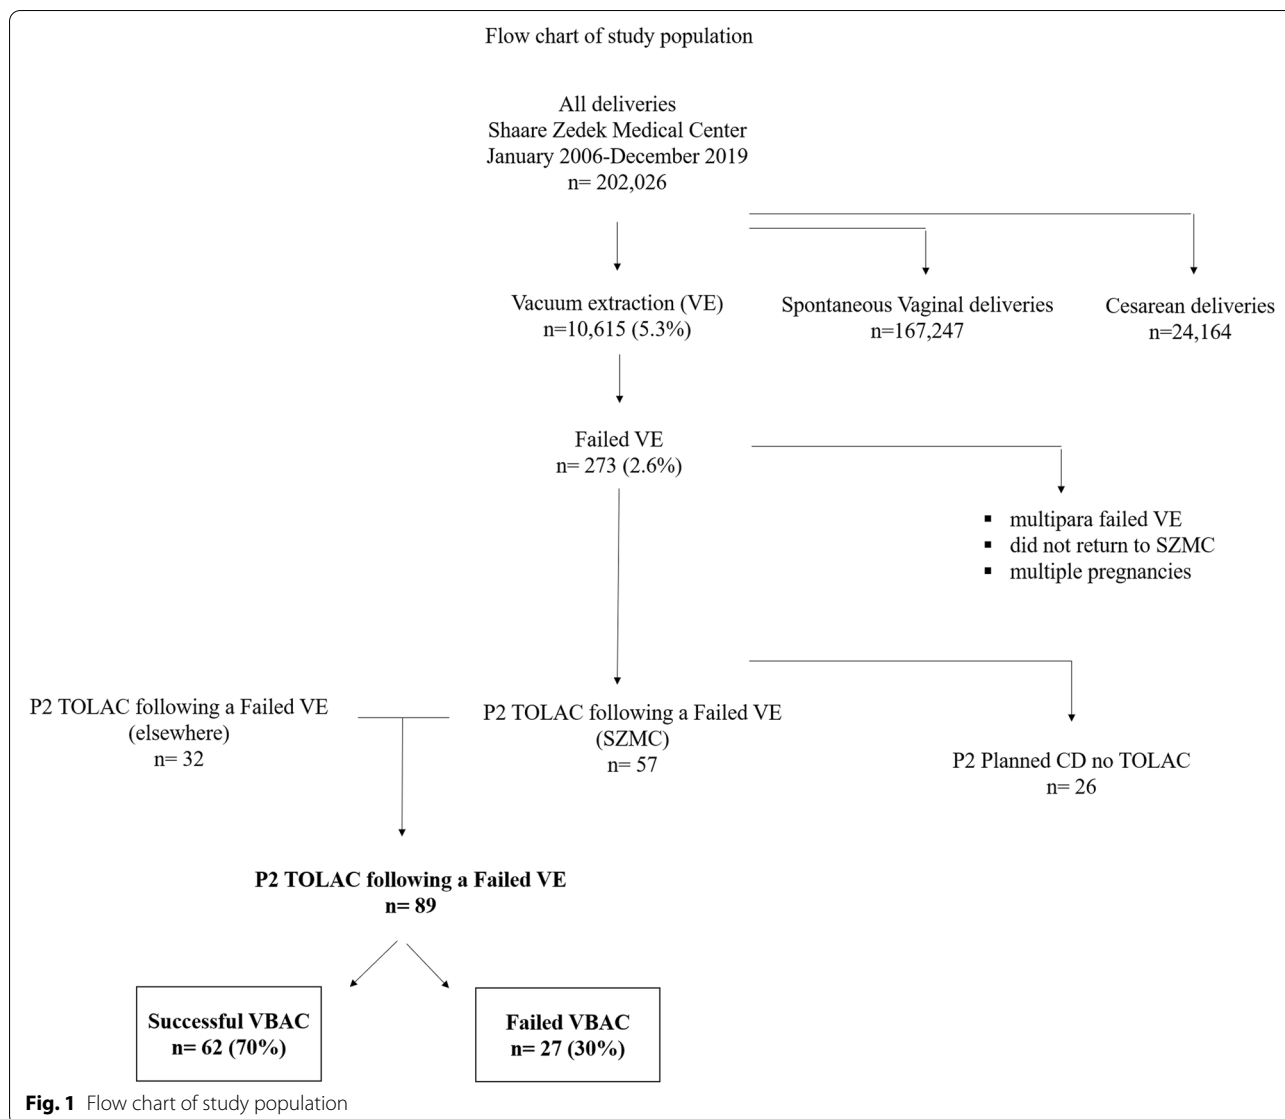 Flow chart of study population
All deliveries
Shaare Zedek Medical Center
January 2006-December 2019
n= 202,026
Vacuum extraction (VE)
n=10,615 (5.3%)
Spontaneous Vaginal deliveries
n=167,247
Cesarean deliveries
n=24,164
Failed VE
n= 273 (2.6%)
▪ multipara failed VE
▪ did not return to SZMC
▪ multiple pregnancies
P2 TOLAC following a Failed VE
(elsewhere)
n= 32
P2 TOLAC following a Failed VE
(SZMC)
n= 57
P2 Planned CD no TOLAC
n= 26
P2 TOLAC following a Failed VE
n= 89
Successful VBAC
n= 62 (70%)
Failed VBAC
n= 27 (30%)
Fig. 1 Flow chart of study population